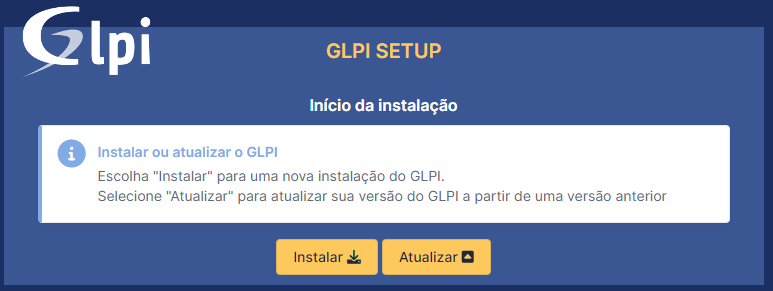 Glpi
GLPI SETUP
Início da instalação
Instalar ou atualizar o GLPI
Escolha "Instalar" para uma nova instalação do GLPI.
Selecione "Atualizar" para atualizar sua versão do GLPI a partir de uma versão anterior
Instalar
Atualizar